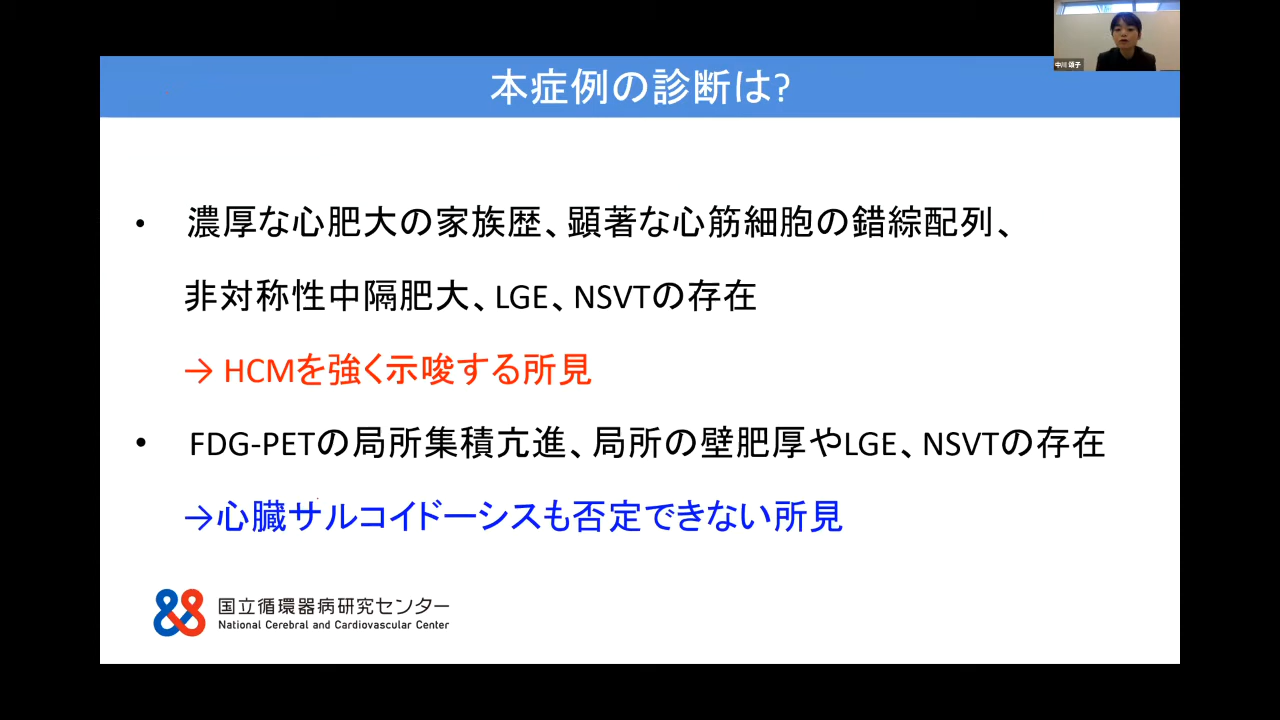 本症例の診断は?
中川 頌子
• 濃厚な心肥大の家族歴、顕著な心筋細胞の錯綜配列、
非対称性中隔肥大、LGE、NSVTの存在
→ HCMを強く示唆する所見
• FDG-PETの局所集積亢進、局所の壁肥厚やLGE、NSVTの存在
→心臓サルコイドーシスも否定できない所見
国立循環器病研究センター
National Cerebral and Cardiovascular Center